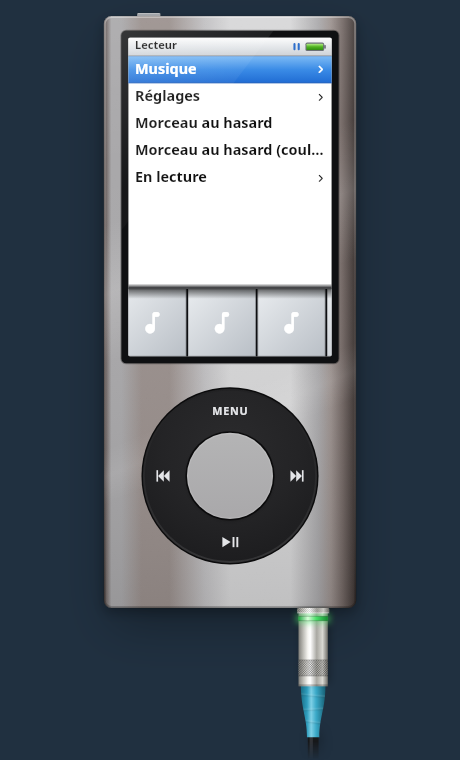 Lecteur
Musique
Réglages
Morceau au hasard
Morceau au hasard (coul...
En lecture
MENU